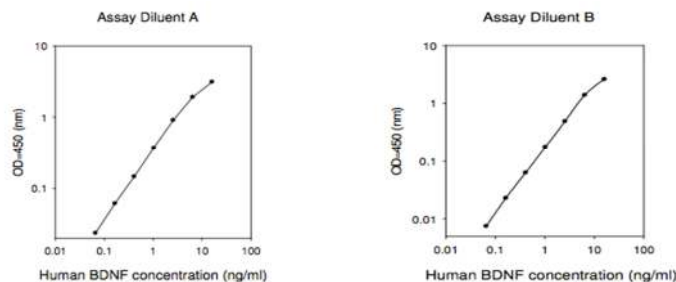 Assay Diluent A
10
1
0.1
OD=450 (nm)
0.01 0.1 1 10 100
Human BDNF concentration (ng/ml)
Assay Diluent B
10
1
0.1
0.01
OD=450 (nm)
0.01 0.1 1 10 100
Human BDNF concentration (ng/ml)